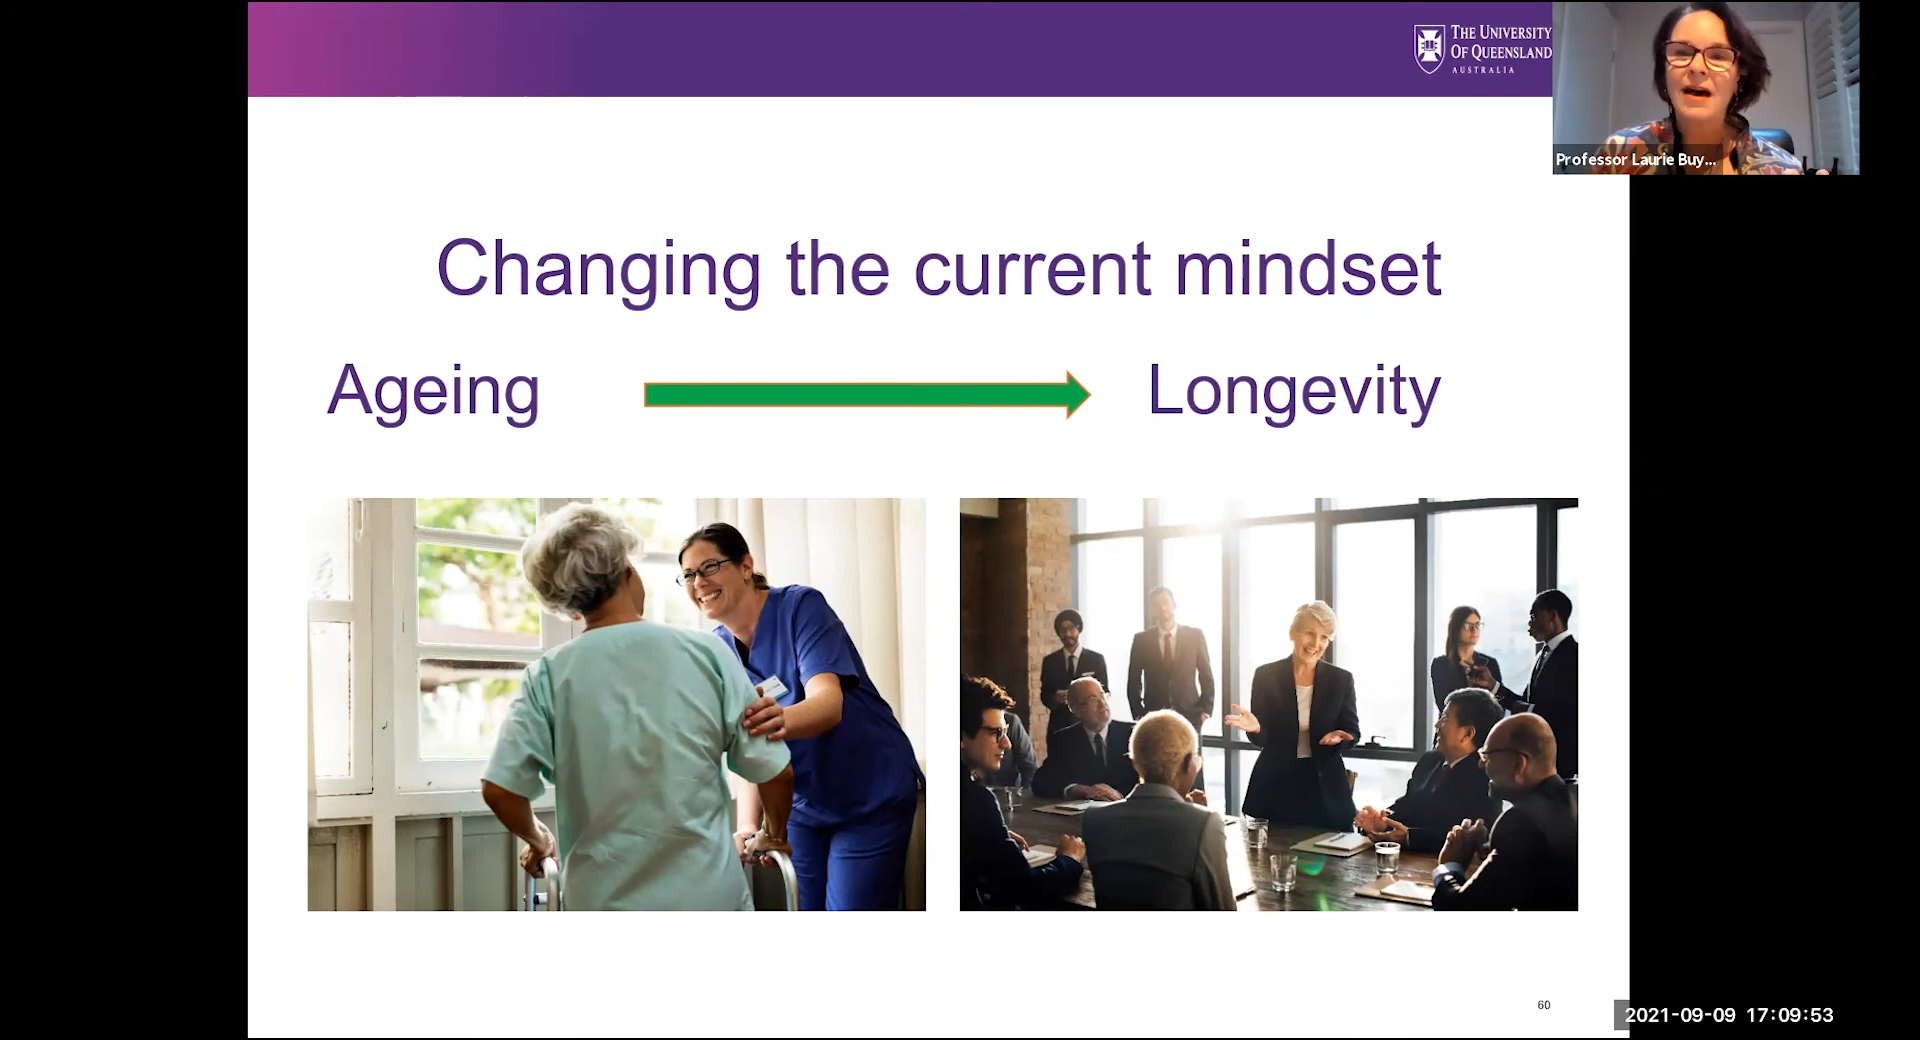 THE UNIVERSITY
OF QUEENSLAND
AUSTRALIA
Professor Laurie Buy...
Changing the current mindset
Ageing
Longevity
60
2021-09-09 17:09:53